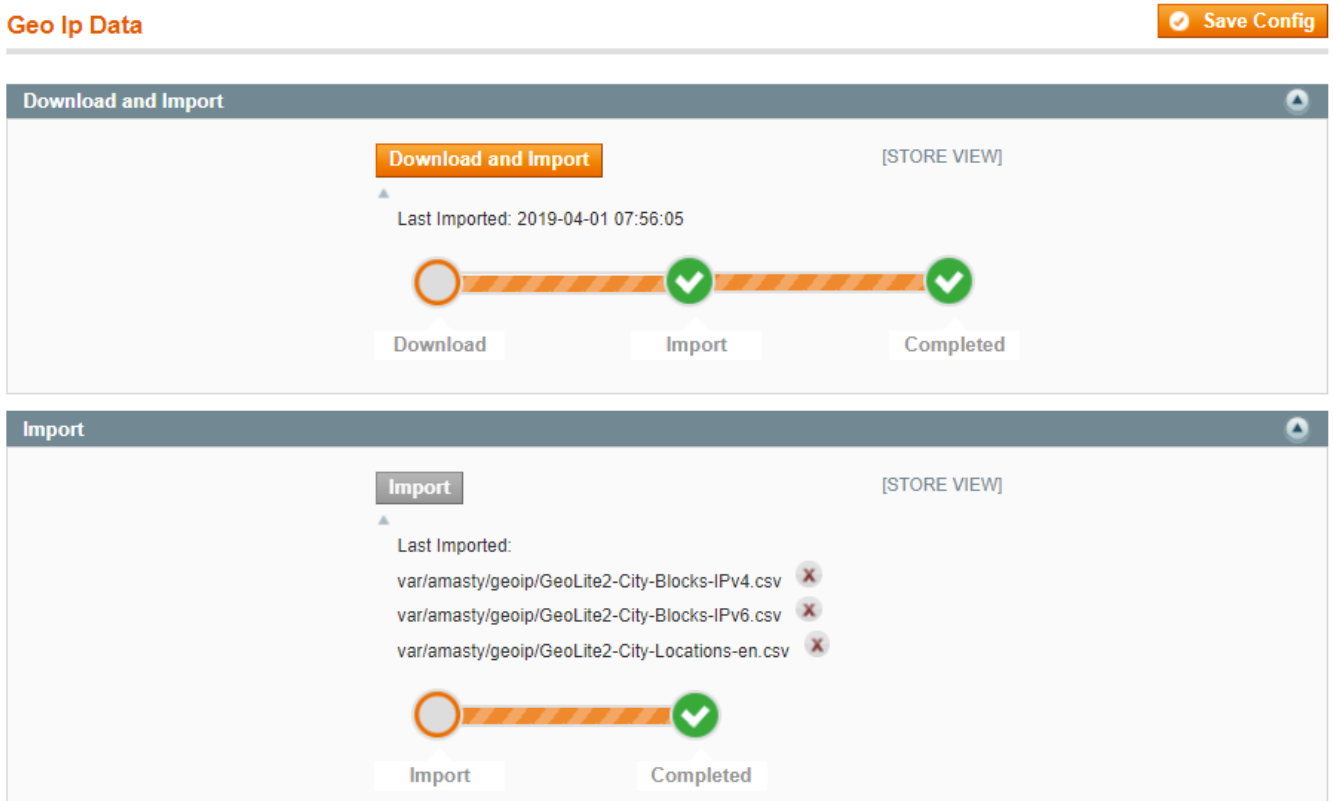 Geo Ip Data
Save Config
Download and Import
Download and Import
[STORE VIEW]
Last Imported: 2019-04-01 07:56:05
Download
Import
Completed
Import
Import
[STORE VIEW]
Last Imported:
var/amasty/geoip/GeoLite2-City-Blocks-IPv4.csv
var/amasty/geoip/GeoLite2-City-Blocks-IPv6.csv
var/amasty/geoip/GeoLite2-City-Locations-en.csv
Import
Completed